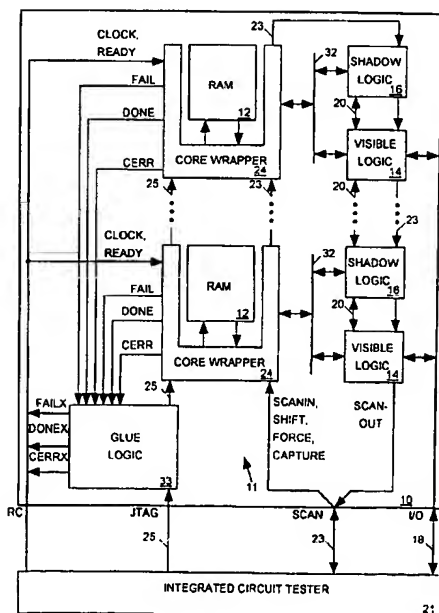 23
CLOCK,
READY
32
SHADOW
LOGIC
16
FAIL
RAM
12
20
DONE
VISIBLE
LOGIC
14
CORE WRAPPER
24
CERR
25
23
20
23
CLOCK,
READY
32
SHADOW
LOGIC
16
FAIL
RAM
12
20
DONE
VISIBLE
LOGIC
14
CORE WRAPPER
24
CERR
25
SCANIN,
SHIFT,
FORCE,
CAPTURE
SCAN-
OUT
FAILX
DONEX
CERRX
GLUE
LOGIC
33
11
10
RC
JTAG
SCAN
I/O
25
23
18
INTEGRATED CIRCUIT TESTER
21